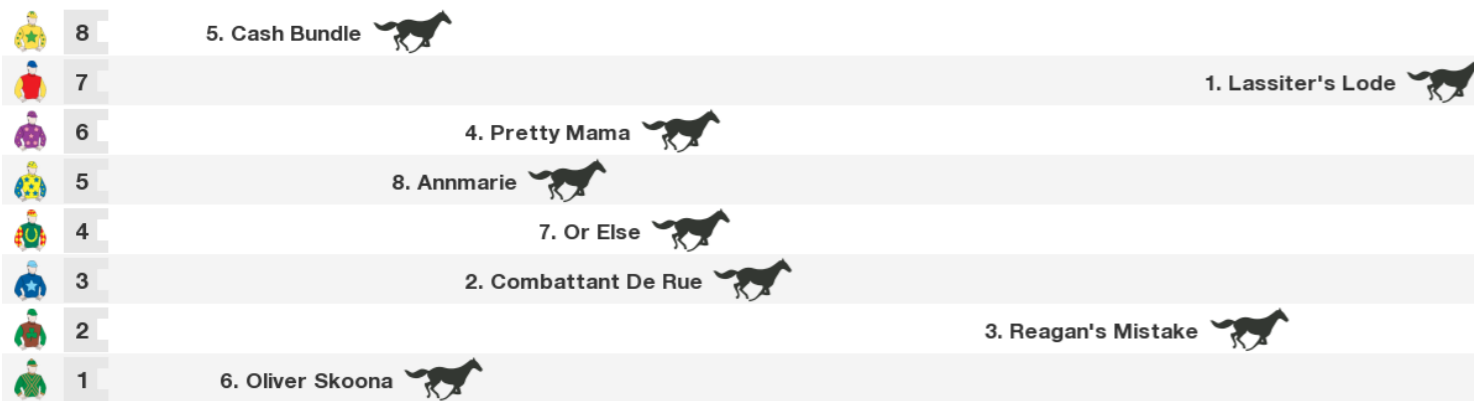 8 5. Cash Bundle
7 1. Lassiter's Lode
6 4. Pretty Mama
5 8. Annmarie
4 7. Or Else
3 2. Combattant De Rue
2 3. Reagan's Mistake
1 6. Oliver Skoona